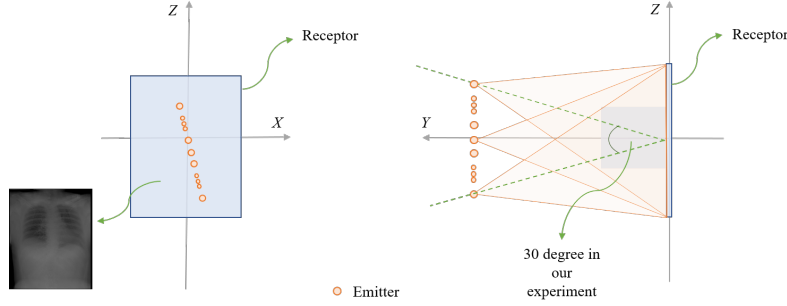 Z
Receptor
X
Z
Receptor
Y
30 degree in
our
experiment
Emitter